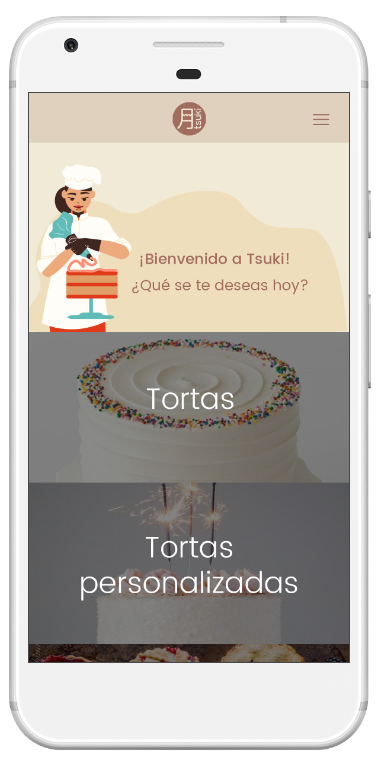 月 tsuki
¡Bienvenido a Tsuki!
¿Qué se te deseas hoy?
Tortas
Tortas
personalizadas